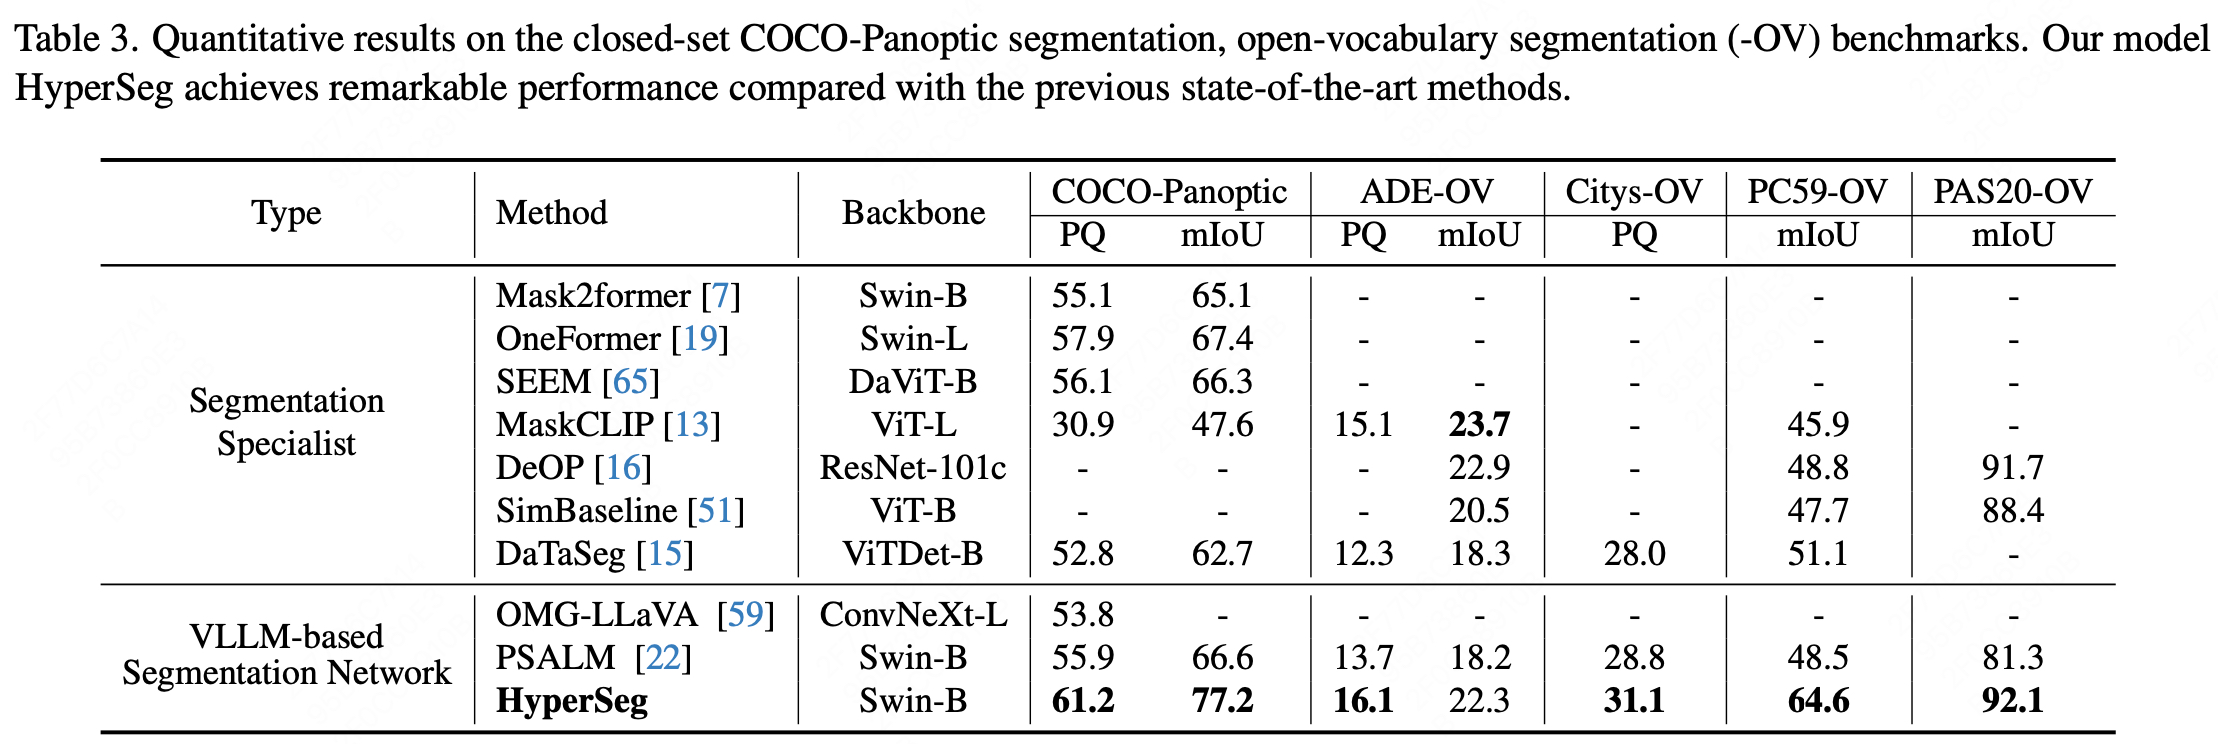 Table 3. Quantitative results on the closed-set COCO-Panoptic segmentation, open-vocabulary segmentation (-OV) benchmarks. Our model
HyperSeg achieves remarkable performance compared with the previous state-of-the-art methods.
Type Method Backbone COCO-Panoptic ADE-OV Citys-OV PC59-OV PAS20-OV
PQ mIoU PQ mIoU PQ mIoU mIoU
Segmentation Specialist
Mask2former [7] Swin-B 55.1 65.1 - - - - -
OneFormer [19] Swin-L 57.9 67.4 - - - - -
SEEM [65] DaViT-B 56.1 66.3 - - - - -
MaskCLIP [13] ViT-L 30.9 47.6 15.1 23.7 - 45.9 -
DeOP [16] ResNet-101c - - - 22.9 - 48.8 91.7
SimBaseline [51] ViT-B - - - 20.5 - 47.7 88.4
DaTaSeg [15] ViTDet-B 52.8 62.7 12.3 18.3 28.0 51.1 -
VLLM-based Segmentation Network
OMG-LLaVA [59] ConvNeXt-L 53.8 - - - - - -
PSALM [22] Swin-B 55.9 66.6 13.7 18.2 28.8 48.5 81.3
HyperSeg Swin-B 61.2 77.2 16.1 22.3 31.1 64.6 92.1